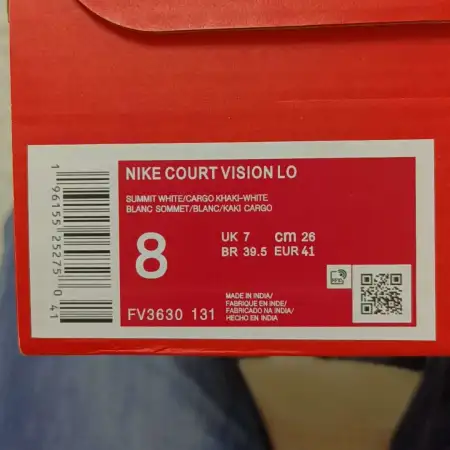 NIKE COURT VISION LO
SUMMIT WHITE/CARGO KHAKI-WHITE
BLANC SOMMET/BLANC/KAKI CARGO
8
UK 7 cm 26
BR 39.5 EUR 41
MADE IN INDIA/
FABRIQUE EN INDE/
FABRICADO NA INDIA/
HECHO EN INDIA
FV3630 131
1 96155 25275 0 41